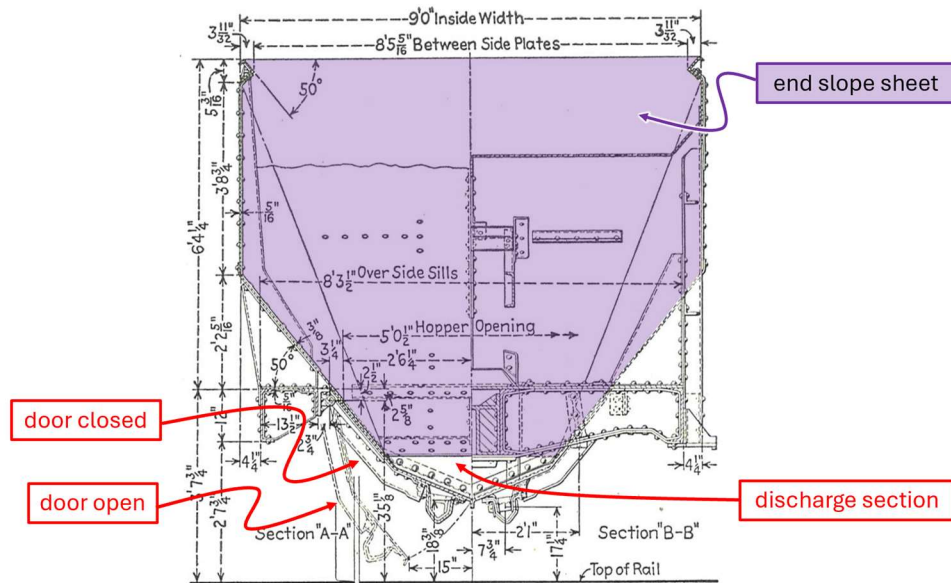 9'0" Inside Width
3 11/32"
8'5 5/16" Between Side Plates
3 11/32"
end slope sheet
50°
5 3/16"
3'8 3/4"
6'4 1/4"
5/16"
8'3 1/2" Over Side Sills
2'2 5/16"
3/8"
5'0 1/2" Hopper Opening
3 1/4"
2'6 1/4"
50°
2 1/2"
2 5/8"
door closed
13 1/2"
12"
2 3/4"
4 1/4"
4 1/4"
door open
discharge section
3'7 3/4"
2'7 3/4"
Section "A-A"
35 1/8"
18 3/8"
2'1"
7 3/4"
17 1/4"
Section "B-B"
15"
Top of Rail